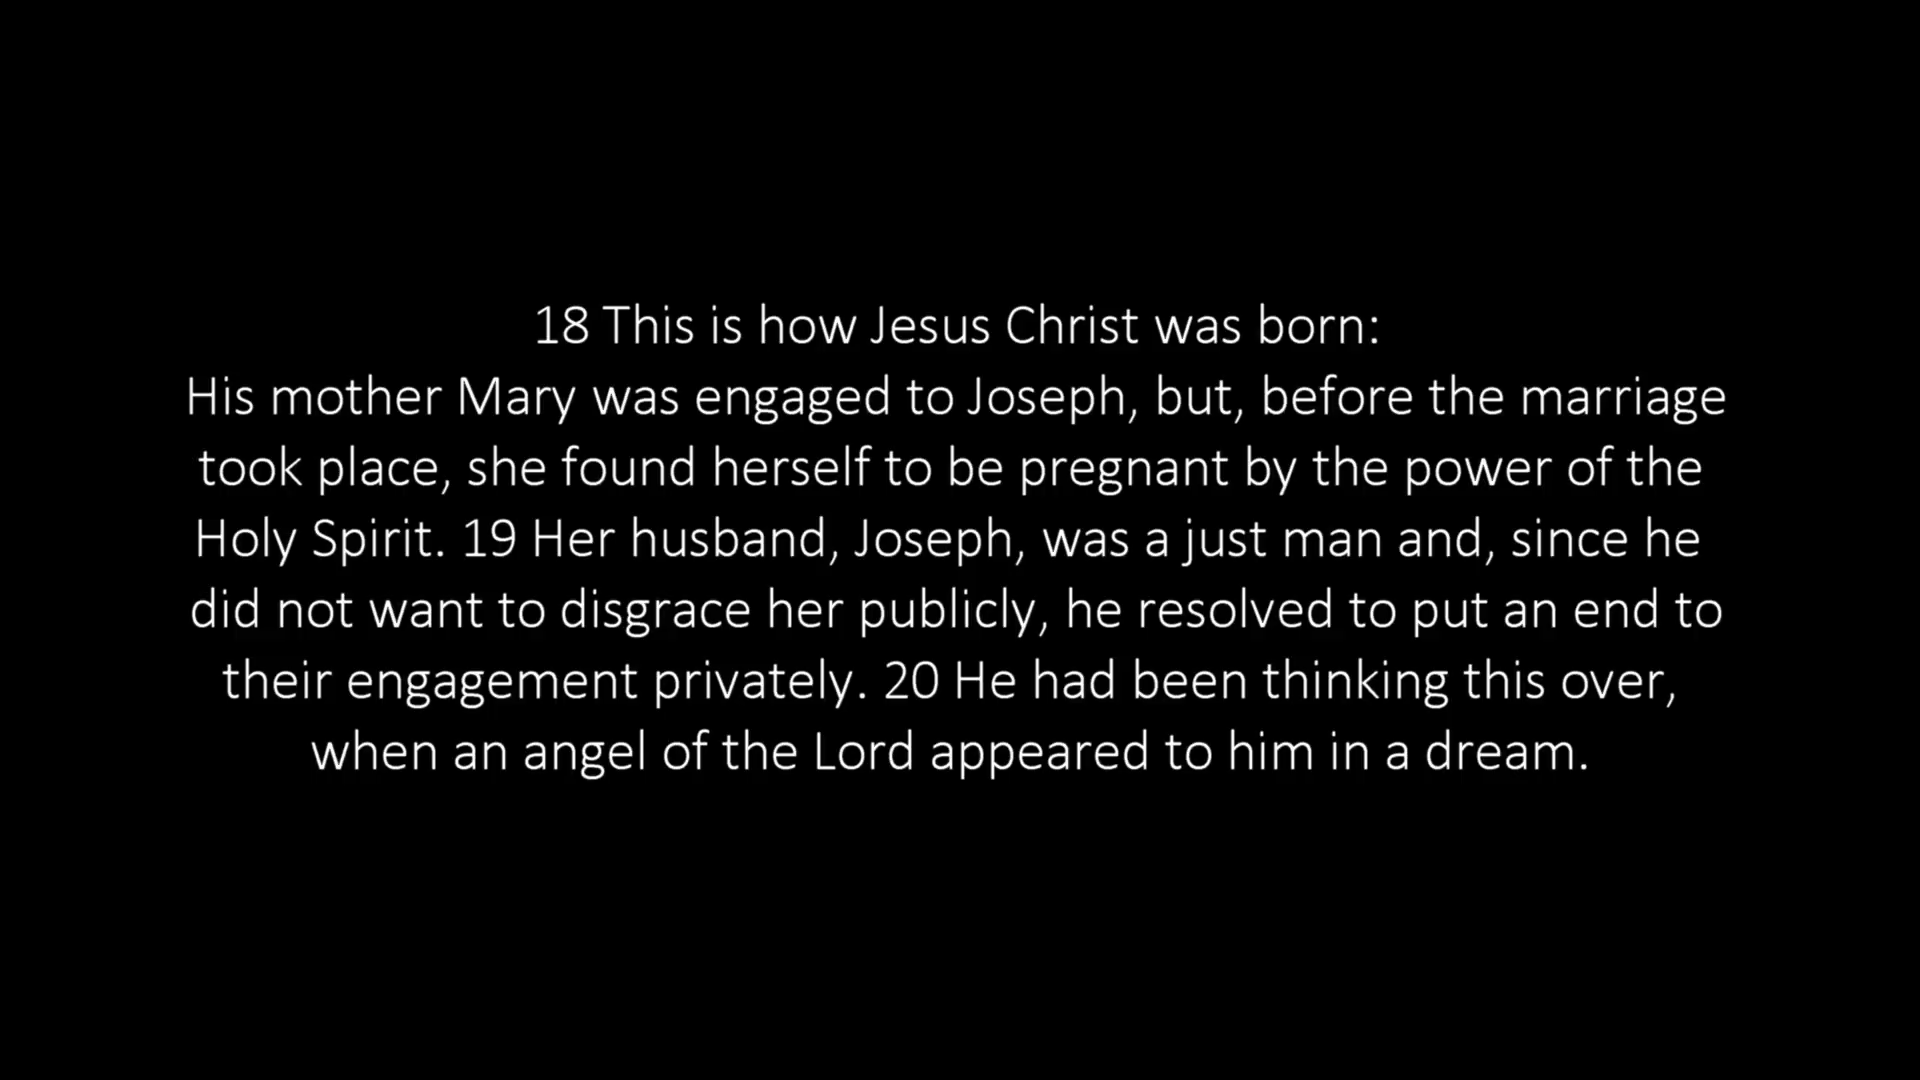 18 This is how Jesus Christ was born:
His mother Mary was engaged to Joseph, but, before the marriage
took place, she found herself to be pregnant by the power of the
Holy Spirit. 19 Her husband, Joseph, was a just man and, since he
did not want to disgrace her publicly, he resolved to put an end to
their engagement privately. 20 He had been thinking this over,
when an angel of the Lord appeared to him in a dream.